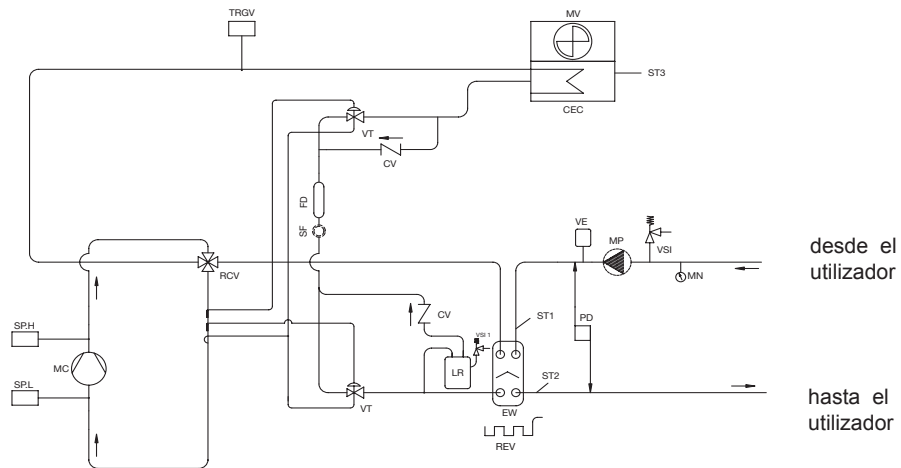 TRGV
MV
ST3
CEC
VT
CV
FD
SF
VE
MP
VSI
desde el
utilizador
RCV
MN
CV
ST1
PD
SP.H
VSI 1
MC
LR
ST2
SP.L
VT
EW
hasta el
utilizador
REV